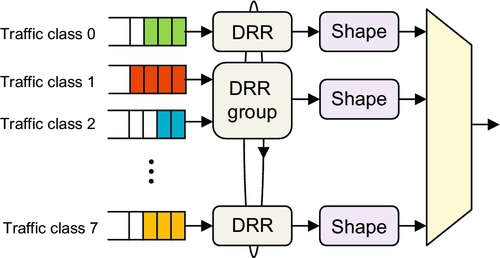 Traffic class 0
DRR
Shape
Traffic class 1
DRR
group
Shape
Traffic class 2
Traffic class 7
DRR
Shape